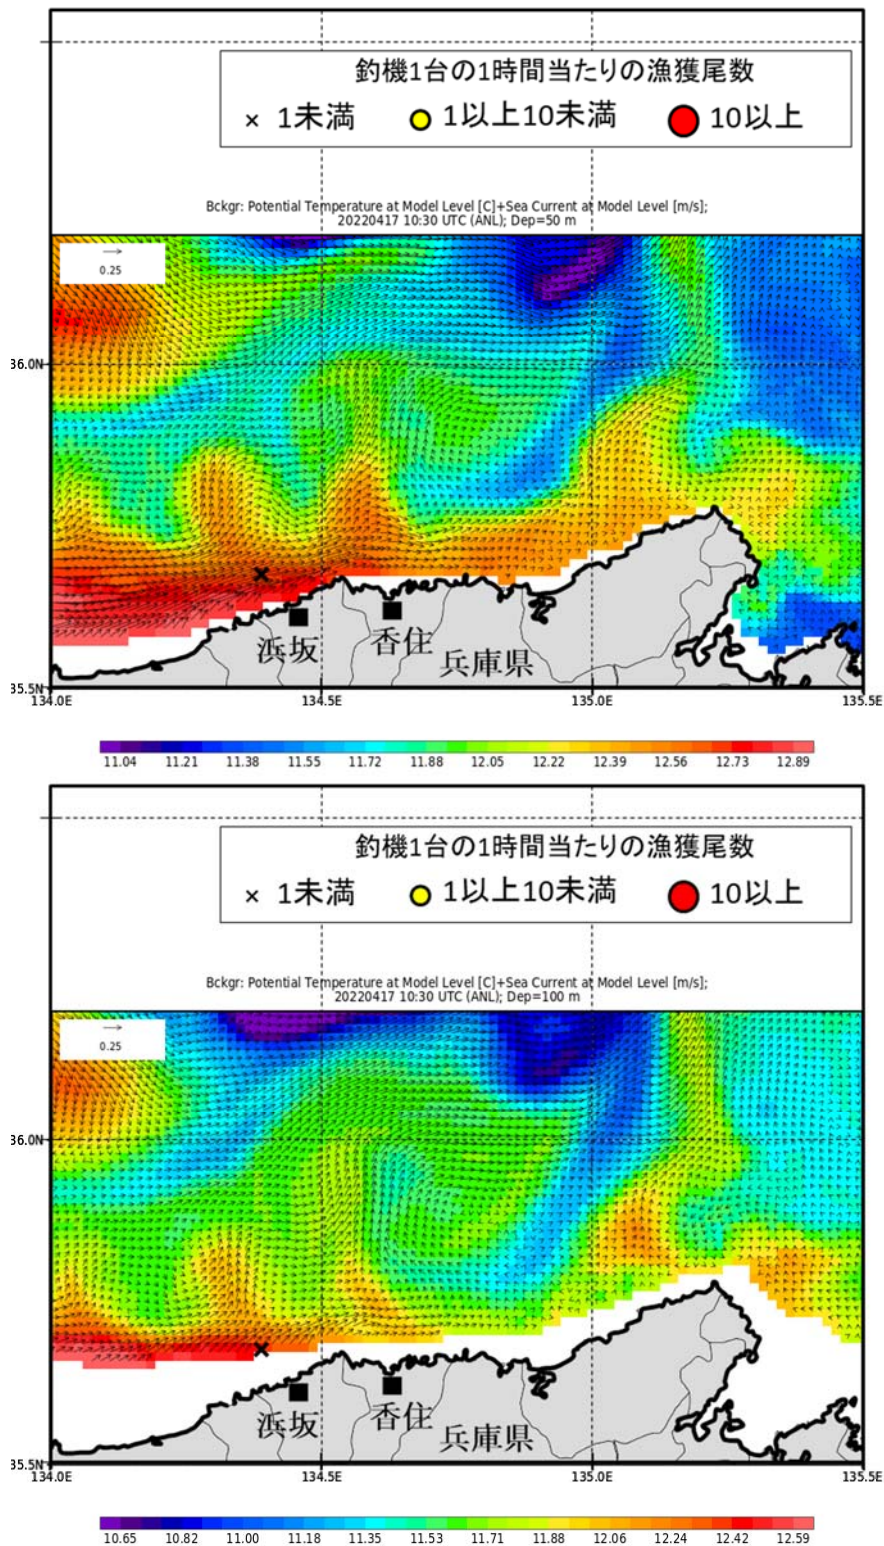 釣機1台の1時間当たりの漁獲尾数
× 1未満 1以上10未満 10以上
Bckgr: Potential Temperature at Model Level [C]+Sea Current at Model Level [m/s];
20220417 10:30 UTC (ANL); Dep=50 m
0.25
36.0N
浜坂 香住 兵庫県
35.5N
134.0E 134.5E 135.0E 135.5E
11.04 11.21 11.38 11.55 11.72 11.88 12.05 12.22 12.39 12.56 12.73 12.89
釣機1台の1時間当たりの漁獲尾数
× 1未満 1以上10未満 10以上
Bckgr: Potential Temperature at Model Level [C]+Sea Current at Model Level [m/s];
20220417 10:30 UTC (ANL); Dep=100 m
0.25
36.0N
浜坂 香住 兵庫県
35.5N
134.0E 134.5E 135.0E 135.5E
10.65 10.82 11.00 11.18 11.35 11.53 11.71 11.88 12.06 12.24 12.42 12.59